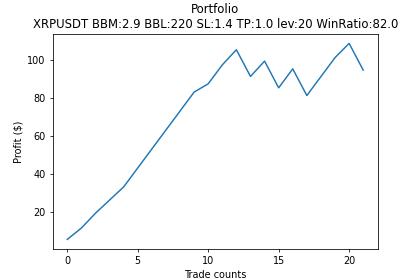 Portfolio
XRPUSDT BBM:2.9 BBL:220 SL:1.4 TP:1.0 lev:20 WinRatio:82.0
100
80
60
40
20
Profit ($)
0 5 10 15 20
Trade counts